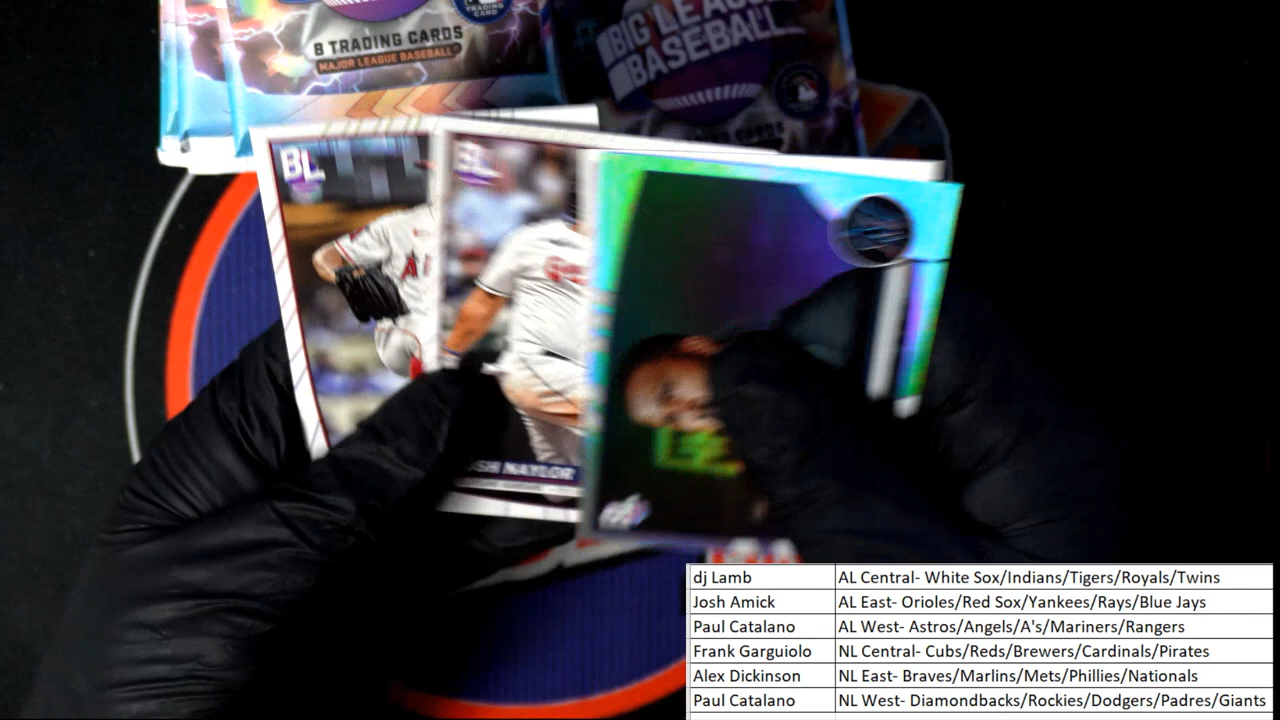 TRADING CARD
8 TRADING CARDS
MAJOR LEAGUE BASEBALL
BIG LEAGUE
BASEBALL
BL
BL
SH NAYLOR
dj Lamb AL Central- White Sox/Indians/Tigers/Royals/Twins
Josh Amick AL East- Orioles/Red Sox/Yankees/Rays/Blue Jays
Paul Catalano AL West- Astros/Angels/A's/Mariners/Rangers
Frank Garguiolo NL Central- Cubs/Reds/Brewers/Cardinals/Pirates
Alex Dickinson NL East- Braves/Marlins/Mets/Phillies/Nationals
Paul Catalano NL West- Diamondbacks/Rockies/Dodgers/Padres/Giants